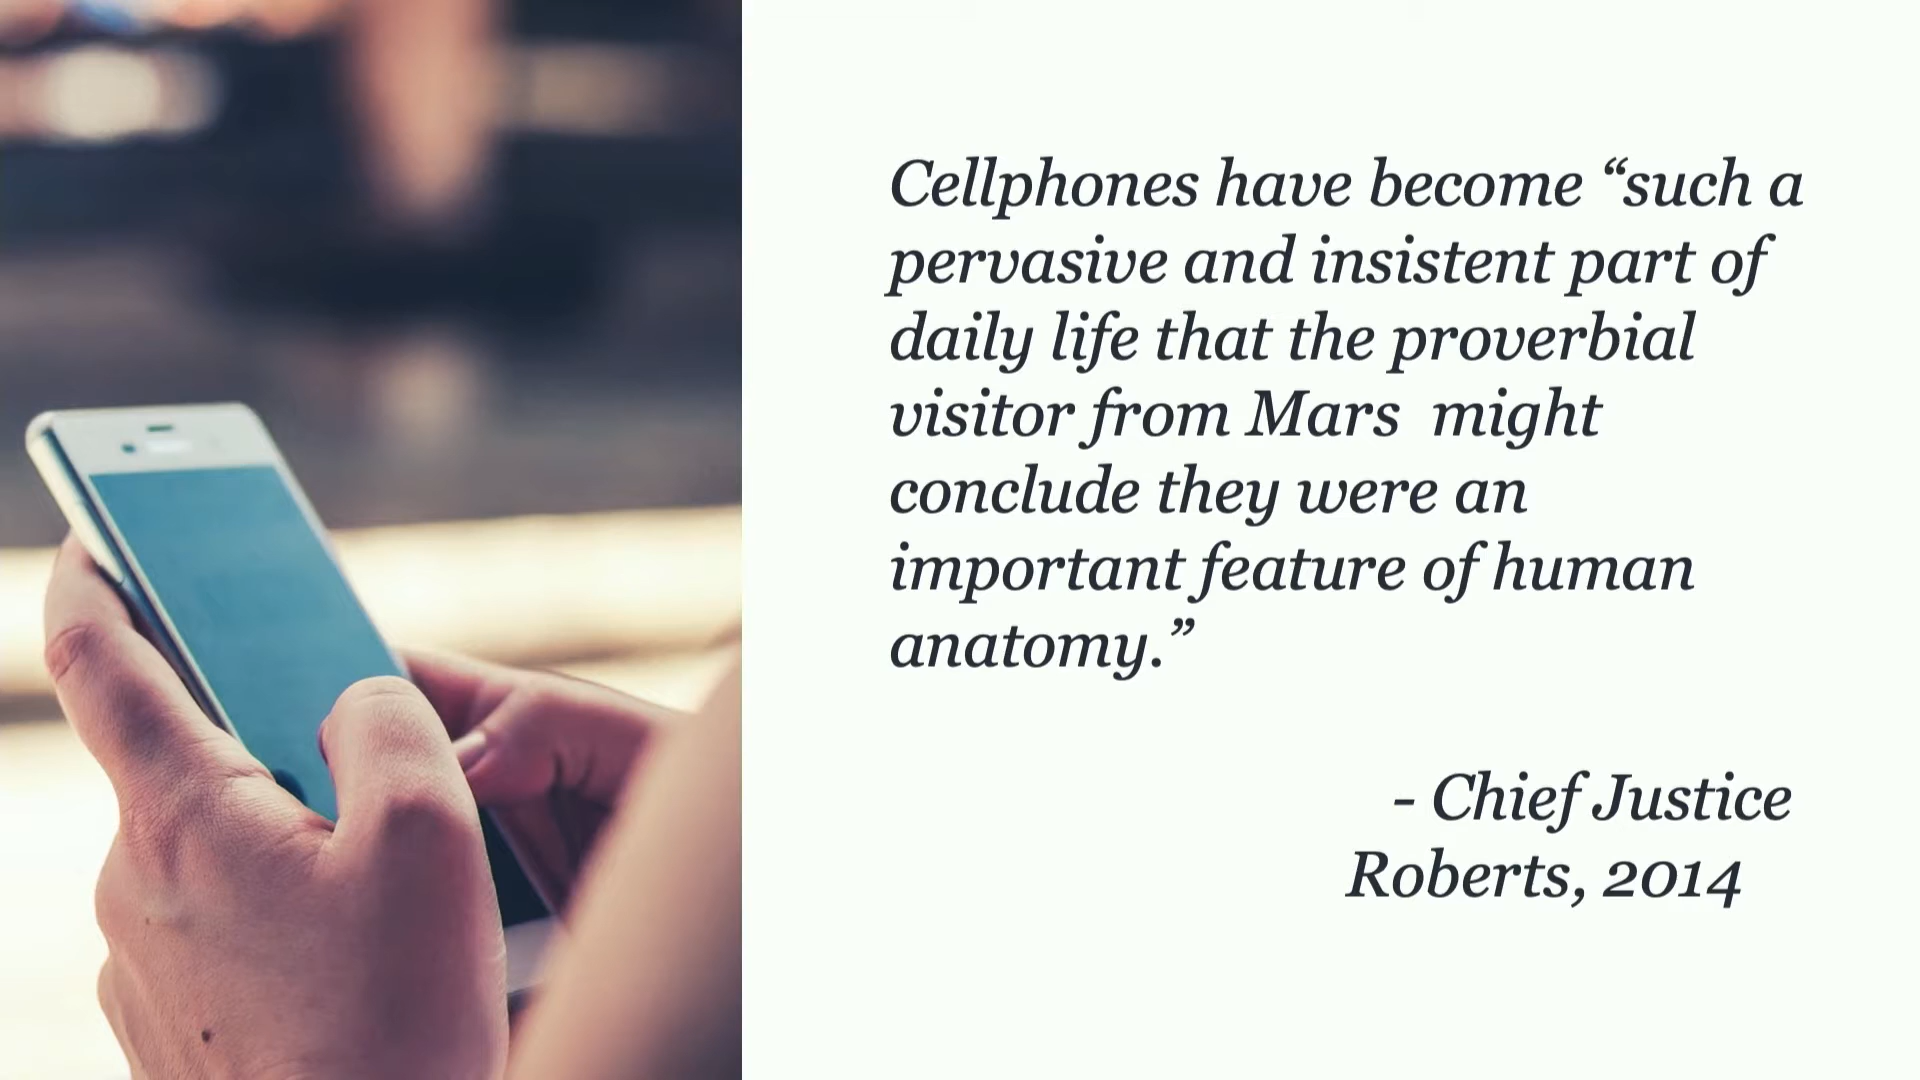 Cellphones have become “such a
pervasive and insistent part of
daily life that the proverbial
visitor from Mars  might
conclude they were an
important feature of human
anatomy.”
- Chief Justice
Roberts, 2014